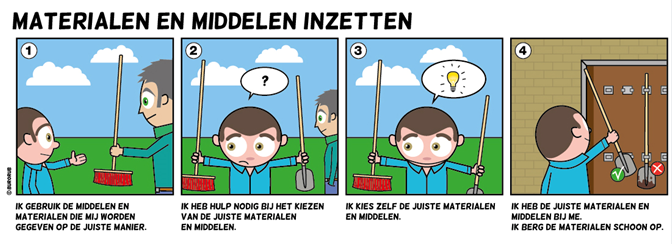 MATERIALEN EN MIDDELEN INZETTEN
1
2
?
3
4
© BURORUB
IK GEBRUIK DE MIDDELEN EN
MATERIALEN DIE MIJ WORDEN
GEGEVEN OP DE JUISTE MANIER.
IK HEB HULP NODIG BIJ HET KIEZEN
VAN DE JUISTE MATERIALEN
EN MIDDELEN.
IK KIES ZELF DE JUISTE MATERIALEN
EN MIDDELEN.
IK HEB DE JUISTE MATERIALEN EN
MIDDELEN BIJ ME.
IK BERG DE MATERIALEN SCHOON OP.